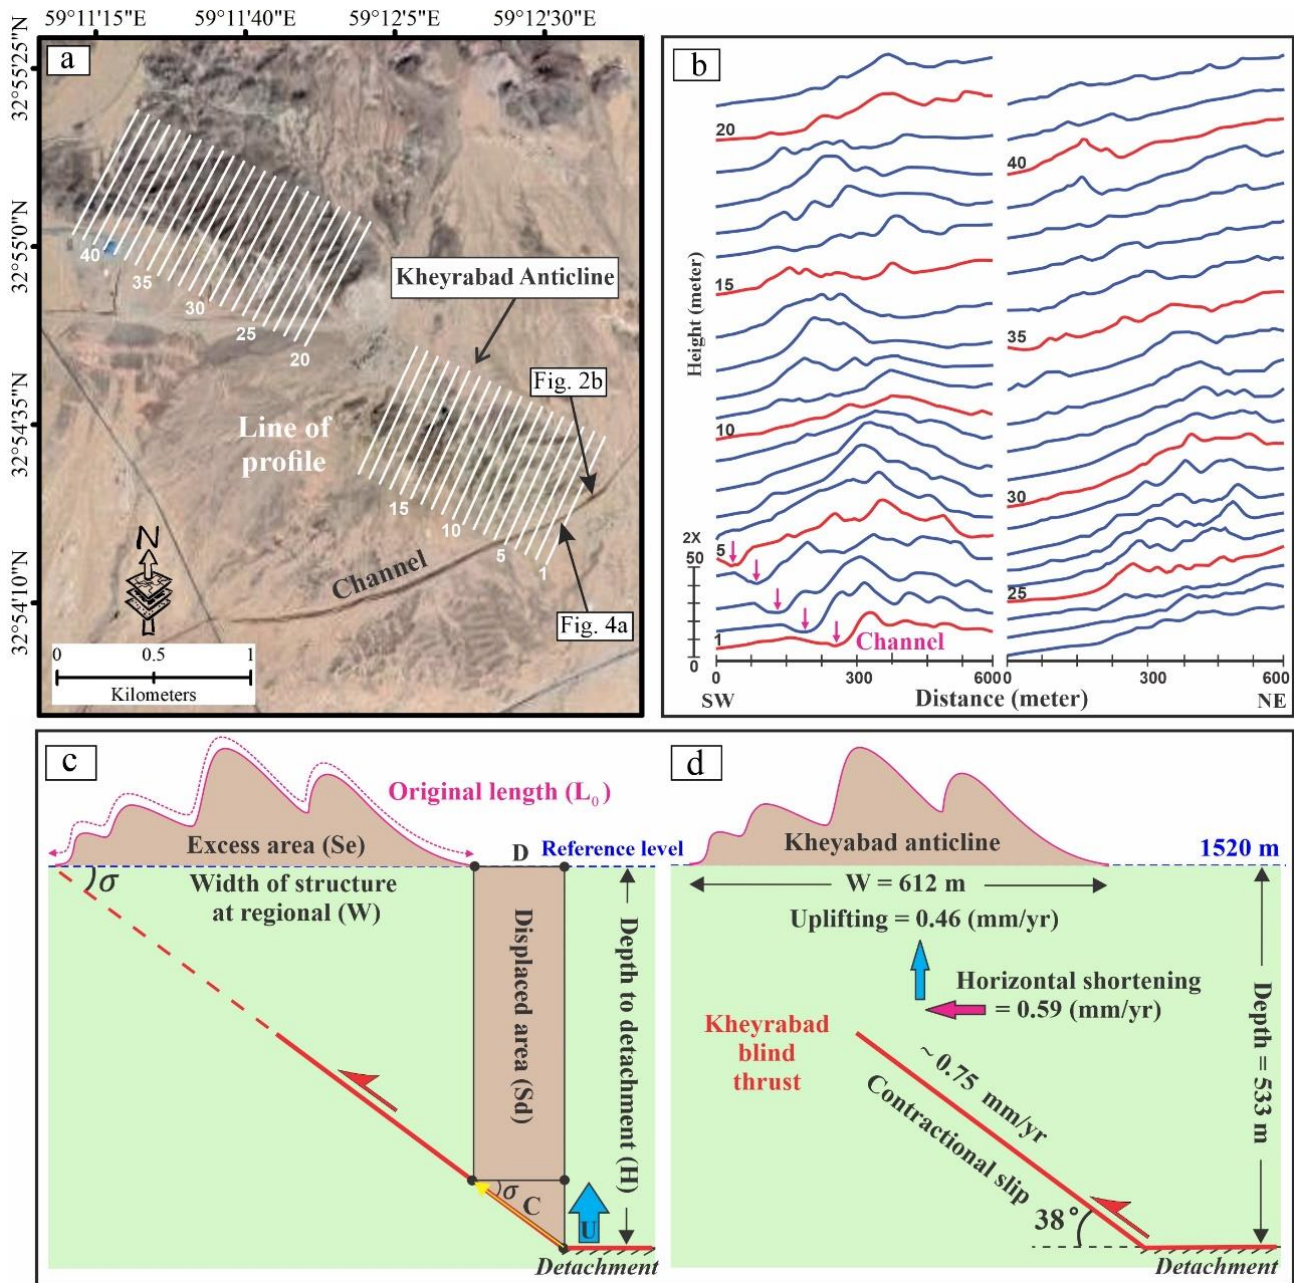 59°11'15"E 59°11'40"E 59°12'5"E 59°12'30"E
32°55'25"N
32°55'0"N
32°54'35"N
32°54'10"N
a
40
35
30
25
20
Kheyrabad Anticline
Fig. 2b
Line of
profile
15
10
5
1
Channel
Fig. 4a
N
0 0.5 1
Kilometers
b
Height (meter)
20
15
10
5
1
2X
50
0
Channel
40
35
30
25
0 300 600 0 300 600
SW Distance (meter) NE
c
Original length (L₀)
Excess area (Se)
D
Reference level
σ
Width of structure
at regional (W)
Displaced area (Sd)
Depth to detachment (H)
σ
C
U
Detachment
d
Kheyabad anticline
1520 m
W = 612 m
Uplifting = 0.46 (mm/yr)
Horizontal shortening
= 0.59 (mm/yr)
Kheyrabad
blind
thrust
~ 0.75 mm/yr
Contractional slip
Depth = 533 m
38°
Detachment